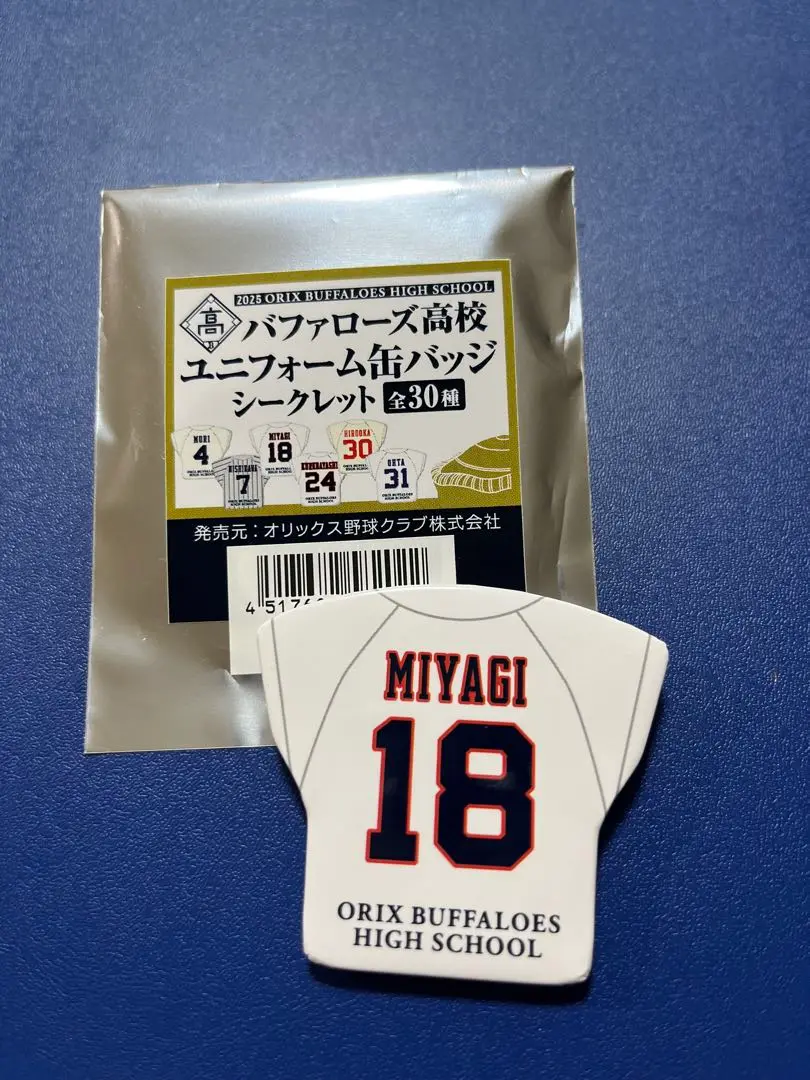 2025 ORIX BUFFALOES HIGH SCHOOL
高
バファローズ高校
ユニフォーム缶バッジ
シークレット 全30種
MORI
4
NISHIKAWA
7
MIYAGI
18
KUREBAYASHI
24
HIROOKA
30
OHTA
31
発売元：オリックス野球クラブ株式会社
4 5176
MIYAGI
18
ORIX BUFFALOES
HIGH SCHOOL